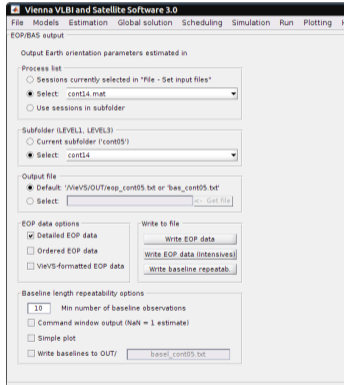 Vienna VLBI and Satellite Software 3.0
File Models Estimation Global solution Scheduling Simulation Run Plotting
EOP/BAS output
Output Earth orientation parameters estimated in
Process list
Sessions currently selected in "File - Set input files"
Select: cont14.mat
Use sessions in subfolder
Subfolder (LEVEL1, LEVEL3)
Current subfolder ('cont05')
Select: cont14
Output file
Default: '/VieVS/OUT/eop_cont05.txt or 'bas_cont05.txt'
Select: <- Get file
EOP data options
Detailed EOP data
Ordered EOP data
VieVS-formatted EOP data
Write to file
Write EOP data
Write EOP data (Intensives)
Write baseline repeatab.
Baseline length repeatability options
10 Min number of baseline observations
Command window output (NaN = 1 estimate)
Simple plot
Write baselines to OUT/ basel_cont05.txt